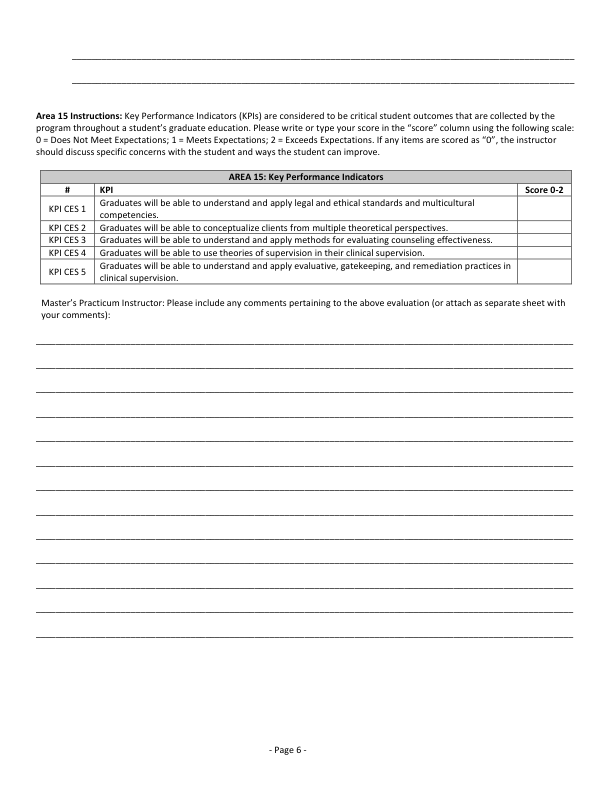 Area 15 Instructions: Key Performance Indicators (KPIs) are considered to be critical student outcomes that are collected by the
program throughout a student's graduate education. Please write or type your score in the "score" column using the following scale:
0 = Does Not Meet Expectations; 1 = Meets Expectations; 2 = Exceeds Expectations. If any items are scored as "0", the instructor
should discuss specific concerns with the student and ways the student can improve.
AREA 15: Key Performance Indicators
# KPI Score 0-2
KPI CES 1 Graduates will be able to understand and apply legal and ethical standards and multicultural
competencies.
KPI CES 2 Graduates will be able to conceptualize clients from multiple theoretical perspectives.
KPI CES 3 Graduates will be able to understand and apply methods for evaluating counseling effectiveness.
KPI CES 4 Graduates will be able to use theories of supervision in their clinical supervision.
KPI CES 5 Graduates will be able to understand and apply evaluative, gatekeeping, and remediation practices in
clinical supervision.
Master's Practicum Instructor: Please include any comments pertaining to the above evaluation (or attach as separate sheet with
your comments):
- Page 6 -